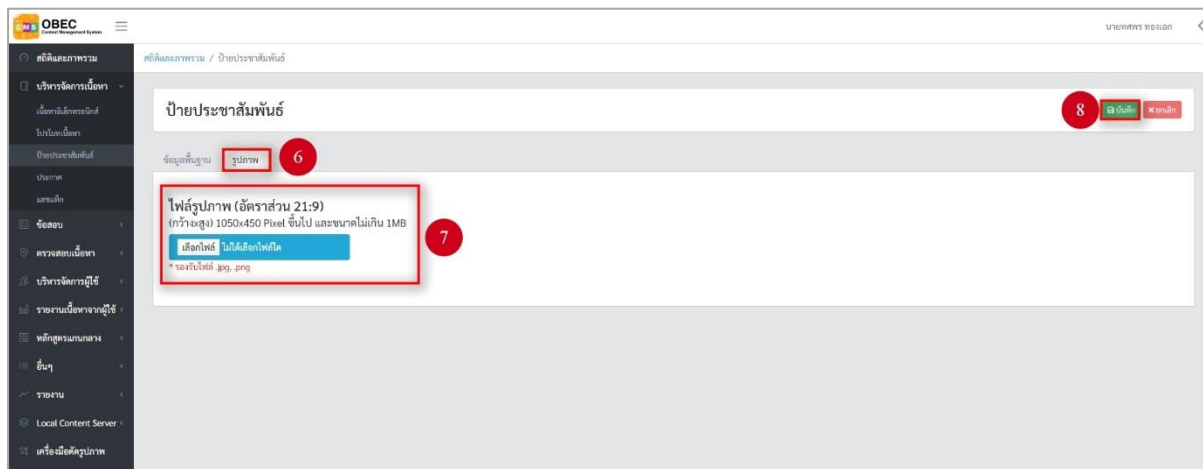 CMS OBEC
Content Management System
นายทศพร ทองเอก
สถิติและภาพรวม
สถิติและภาพรวม / ป้ายประชาสัมพันธ์
บริหารจัดการเนื้อหา
เนื้อหาอิเล็กทรอนิกส์
โปรโมทเนื้อหา
ป้ายประชาสัมพันธ์
ประกาศ
แฮชแท็ก
ข้อสอบ
ตรวจสอบเนื้อหา
บริหารจัดการผู้ใช้
รายงานเนื้อหาจากผู้ใช้
หลักสูตรแกนกลาง
อื่นๆ
รายงาน
Local Content Server
เครื่องมือตัดรูปภาพ
ป้ายประชาสัมพันธ์
8 บันทึก ยกเลิก
ข้อมูลพื้นฐาน รูปภาพ 6
ไฟล์รูปภาพ (อัตราส่วน 21:9)
(กว้างxสูง) 1050x450 Pixel ขึ้นไป และขนาดไม่เกิน 1MB
7
เลือกไฟล์ ไม่ได้เลือกไฟล์ใด
* รองรับไฟล์ .jpg, .png